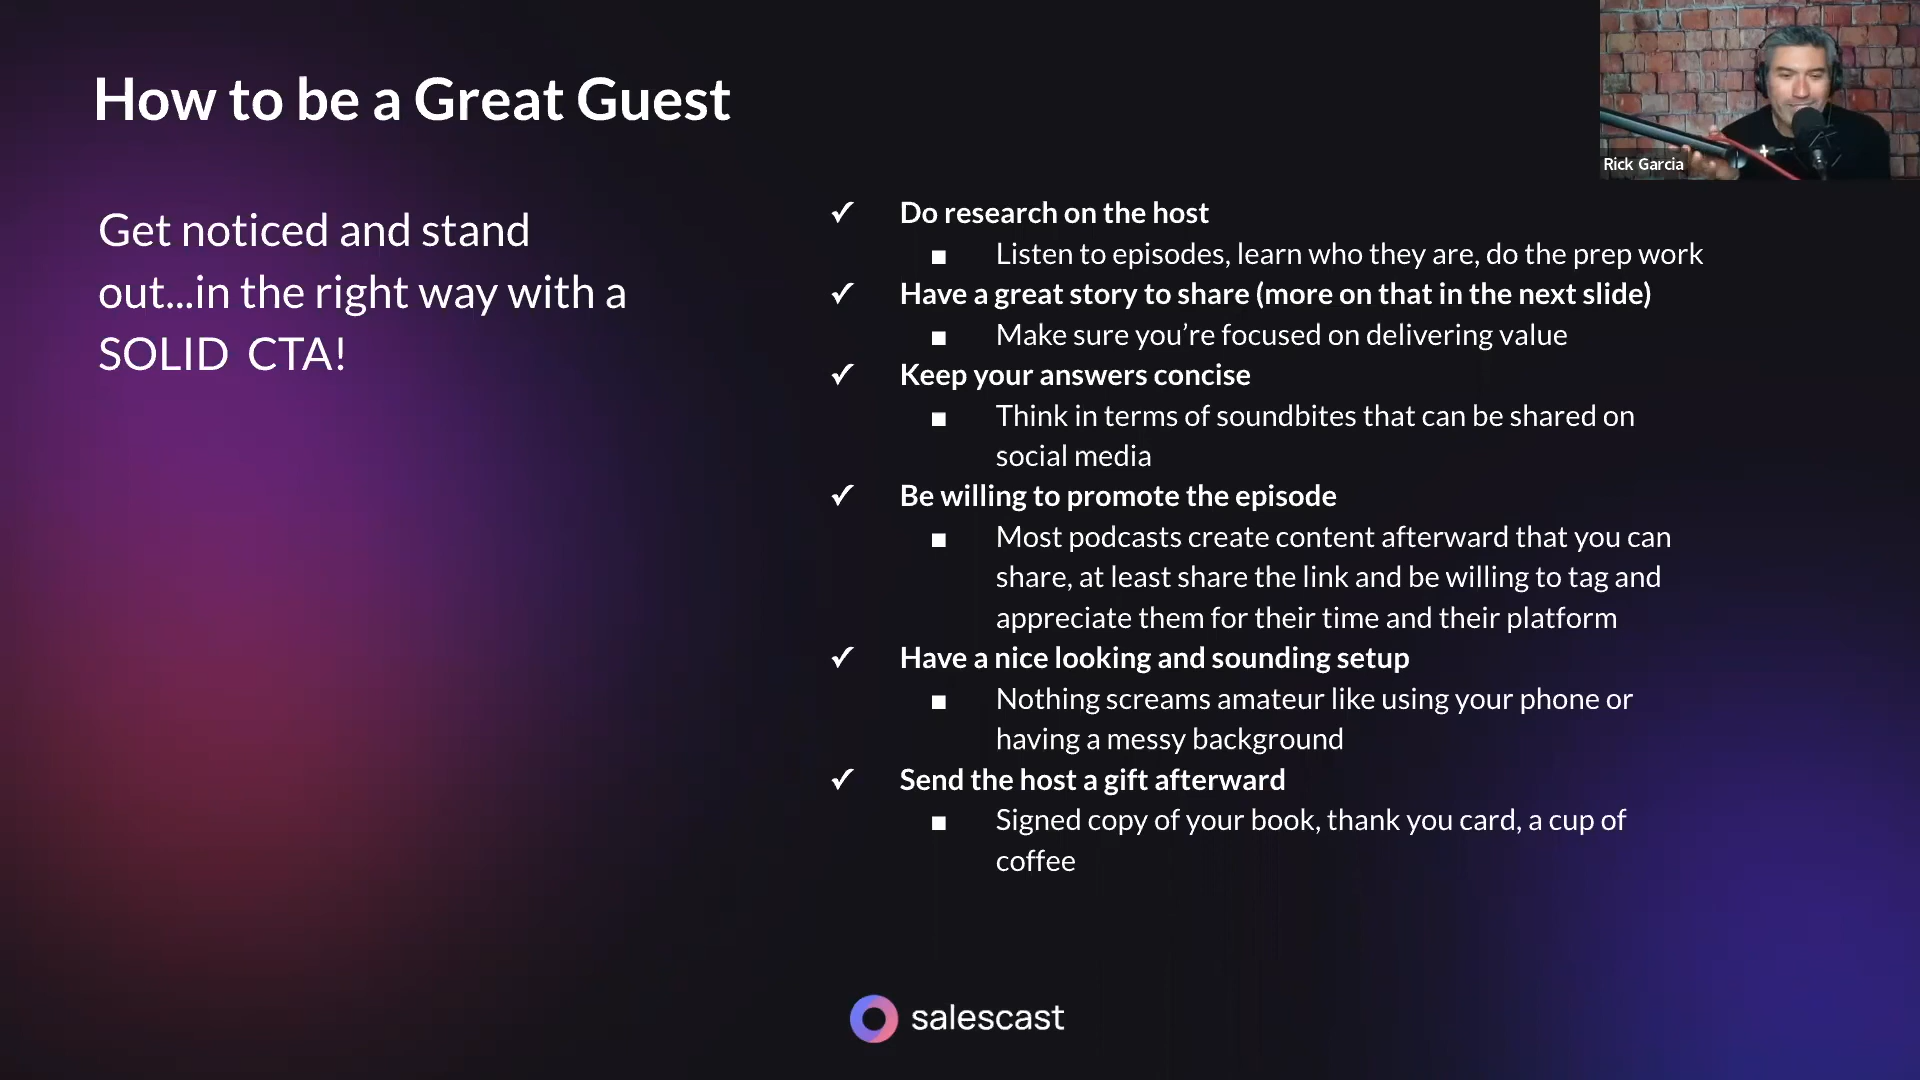 How to be a Great Guest
Rick Garcia
Get noticed and stand
out...in the right way with a
SOLID CTA!
✓ Do research on the host
■ Listen to episodes, learn who they are, do the prep work
✓ Have a great story to share (more on that in the next slide)
■ Make sure you’re focused on delivering value
✓ Keep your answers concise
■ Think in terms of soundbites that can be shared on
social media
✓ Be willing to promote the episode
■ Most podcasts create content afterward that you can
share, at least share the link and be willing to tag and
appreciate them for their time and their platform
✓ Have a nice looking and sounding setup
■ Nothing screams amateur like using your phone or
having a messy background
✓ Send the host a gift afterward
■ Signed copy of your book, thank you card, a cup of
coffee
salescast